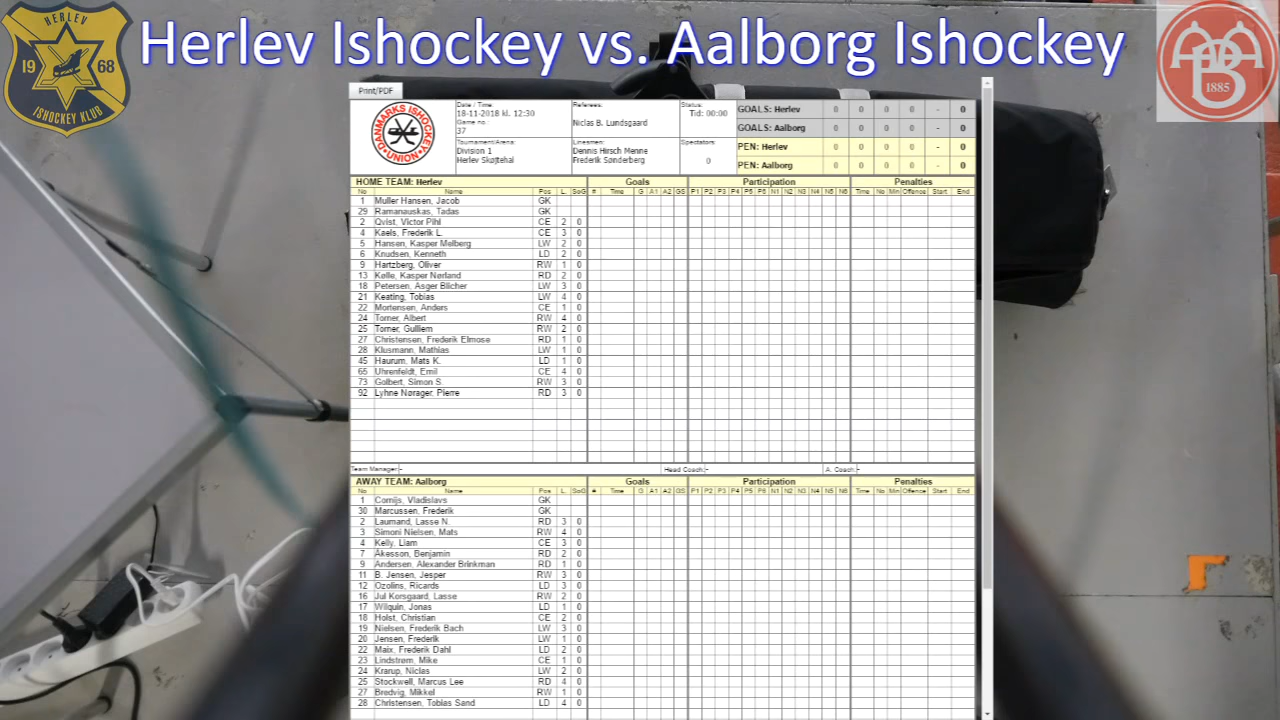 HERLEV
19 68
ISHOCKEY KLUB
Herlev Ishockey vs. Aalborg Ishockey
AAB
1885
Print/PDF
DANMARKS ISHOCKEY UNION
Date / Time:
18-11-2018 kl. 12:30
Game no.
37
Tournament/Arena:
Division 1
Herlev Skøjtehal
Referees:
Niclas B. Lundsgaard
Linesmen:
Dennis Hirsch Menne
Frederik Sønderberg
Status:
Tid: 00:00
Spectators:
0
GOALS: Herlev 0 0 0 - 0
GOALS: Aalborg 0 0 0 0 - 0
PEN: Herlev 0 0 0 0 - 0
PEN: Aalborg 0 0 0 0 - 0
HOME TEAM: Herlev Goals Participation Penalties
No Name Pos L. SoG # Time G A1 A2 GS P1 P2 P3 P4 P5 P6 N1 N2 N3 N4 N5 N6 Time No Min Offence Start End
1 Muller Hansen, Jacob GK
29 Ramanauskas, Tadas GK
2 Qvist, Victor Pihl CE 2 0
4 Kaels, Frederik L. CE 3 0
5 Hansen, Kasper Melberg LW 2 0
6 Knudsen, Kenneth LD 2 0
9 Hartzberg, Oliver RW 1 0
13 Kølle, Kasper Nørland RD 2 0
18 Petersen, Asger Blicher LW 3 0
21 Keating, Tobias LW 4 0
22 Mortensen, Anders CE 1 0
24 Torner, Albert RW 4 0
25 Torner, Gulliem RW 2 0
27 Christensen, Frederik Elmose RD 1 0
28 Klusmann, Mathias LW 1 0
45 Haurum, Mats K. LD 1 0
65 Uhrenfeldt, Emil CE 4 0
73 Golbert, Simon S. RW 3 0
92 Lyhne Nørager, Pierre RD 3 0
Team Manager:- Head Coach:- A. Coach:-
AWAY TEAM: Aalborg Goals Participation Penalties
No Name Pos L. SoG # Time G A1 A2 GS P1 P2 P3 P4 P5 P6 N1 N2 N3 N4 N5 N6 Time No Min Offence Start End
1 Cornijs, Vladislavs GK
30 Marcussen, Frederik GK
2 Laumand, Lasse N. RD 3 0
3 Simoni Nielsen, Mats RW 4 0
4 Kelly, Liam CE 3 0
7 Åkesson, Benjamin RD 2 0
9 Andersen, Alexander Brinkman RD 1 0
11 B. Jensen, Jesper RW 3 0
12 Ozolins, Ricards LD 3 0
16 Jul Korsgaard, Lasse RW 2 0
17 Wilquin, Jonas LD 1 0
18 Holst, Christian CE 2 0
19 Nielsen, Frederik Bach LW 3 0
20 Jensen, Frederik LW 1 0
22 Maix, Frederik Dahl LD 2 0
23 Lindstrøm, Mike CE 1 0
24 Krarup, Niclas LW 2 0
25 Stockwell, Marcus Lee RD 4 0
27 Bredvig, Mikkel RW 1 0
28 Christensen, Tobias Sand LD 4 0